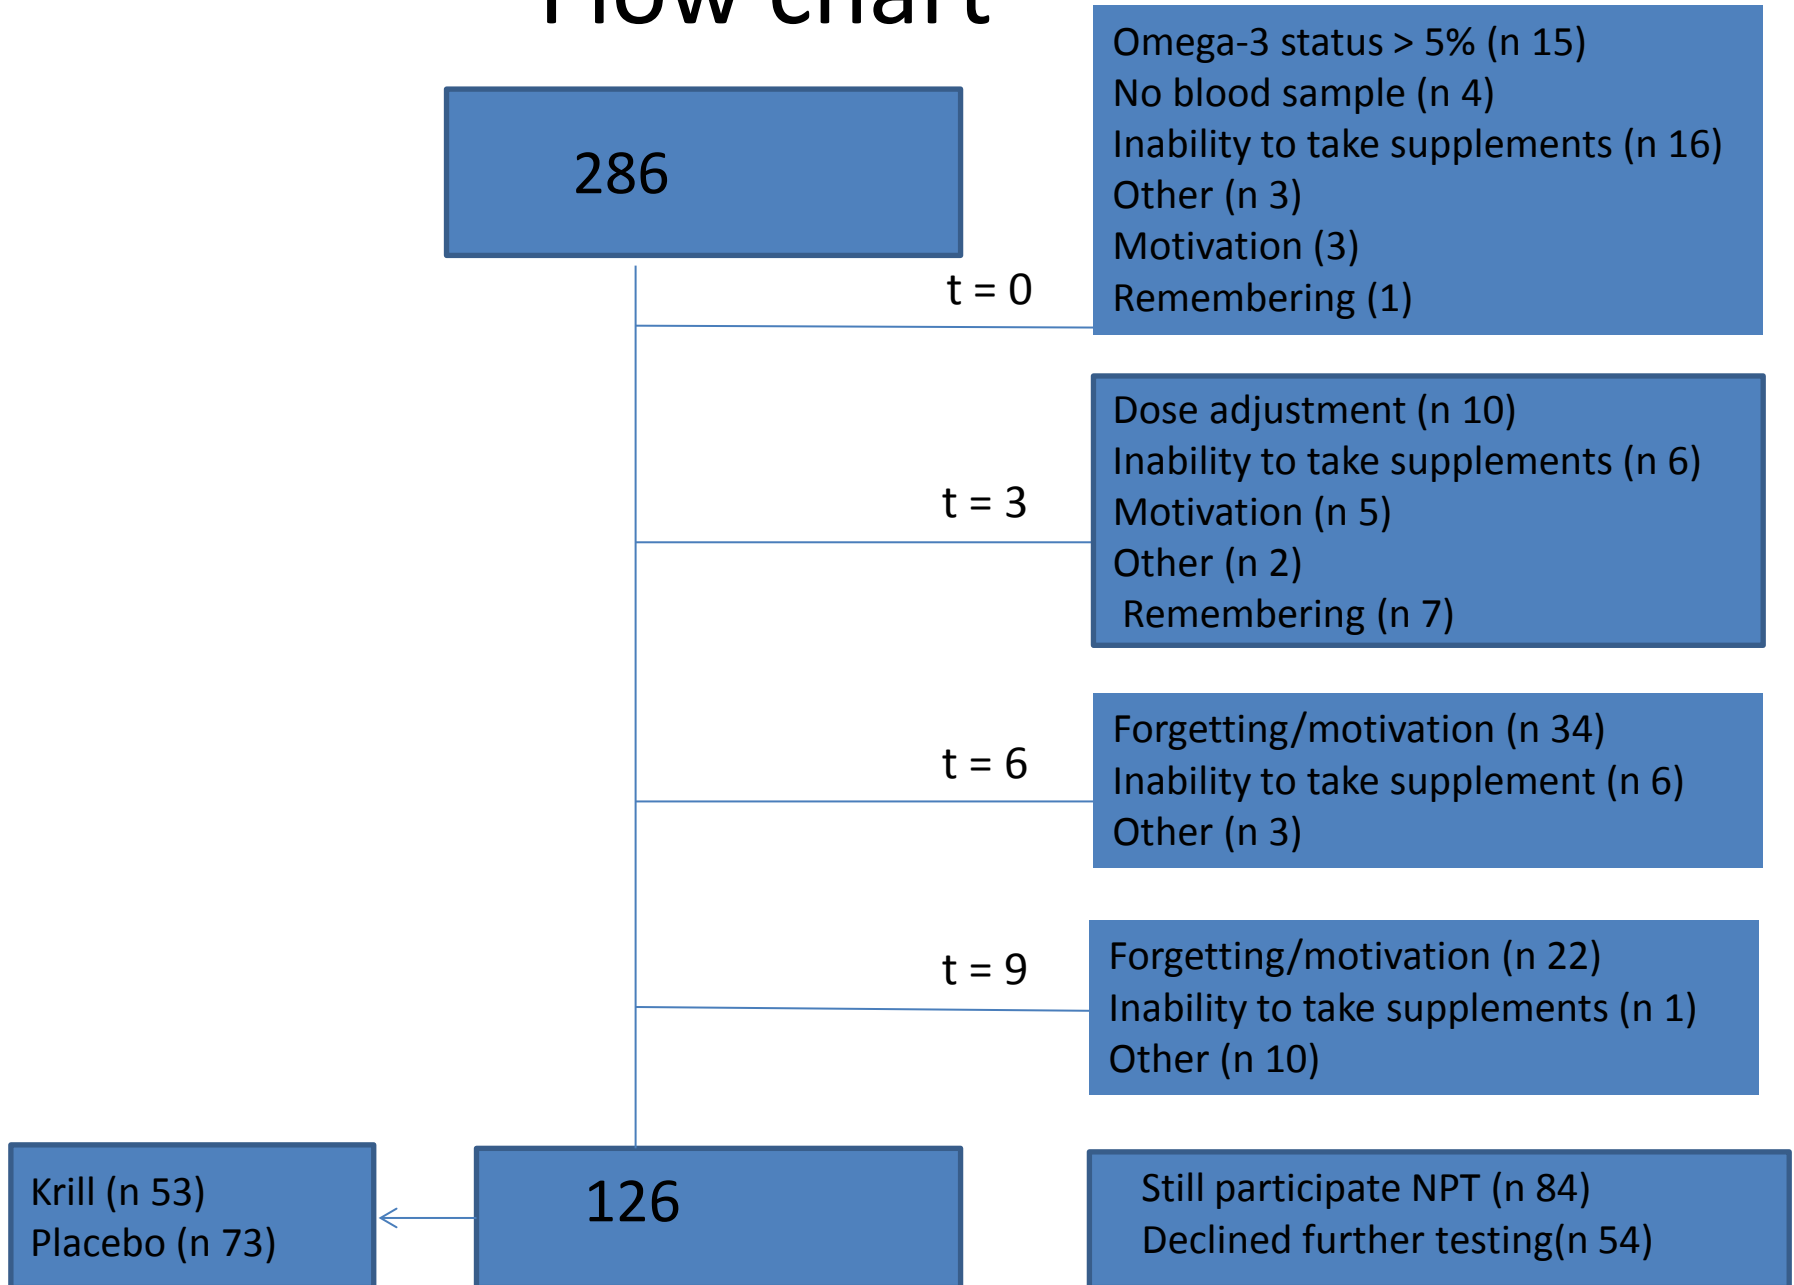 Flow chart
286
t = 0
Omega-3 status > 5% (n 15)
No blood sample (n 4)
Inability to take supplements (n 16)
Other (n 3)
Motivation (3)
Remembering (1)
t = 3
Dose adjustment (n 10)
Inability to take supplements (n 6)
Motivation (n 5)
Other (n 2)
Remembering (n 7)
t = 6
Forgetting/motivation (n 34)
Inability to take supplement (n 6)
Other (n 3)
t = 9
Forgetting/motivation (n 22)
Inability to take supplements (n 1)
Other (n 10)
Krill (n 53)
Placebo (n 73)
126
Still participate NPT (n 84)
Declined further testing(n 54)